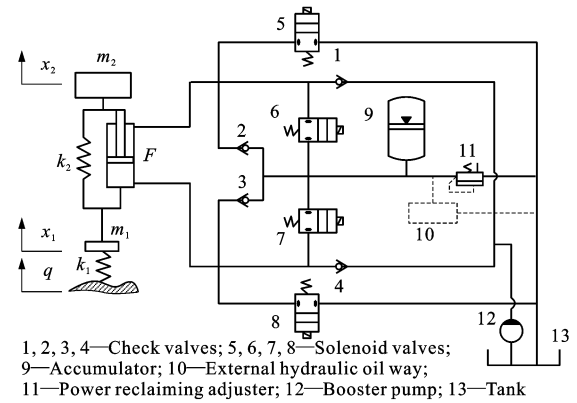 5
1
x₂
m₂
6
9
2
F
11
k₂
3
x₁
m₁
7
10
q
k₁
4
8
12
13
1, 2, 3, 4—Check valves; 5, 6, 7, 8—Solenoid valves;
9—Accumulator; 10—External hydraulic oil way;
11—Power reclaiming adjuster; 12—Booster pump; 13—Tank